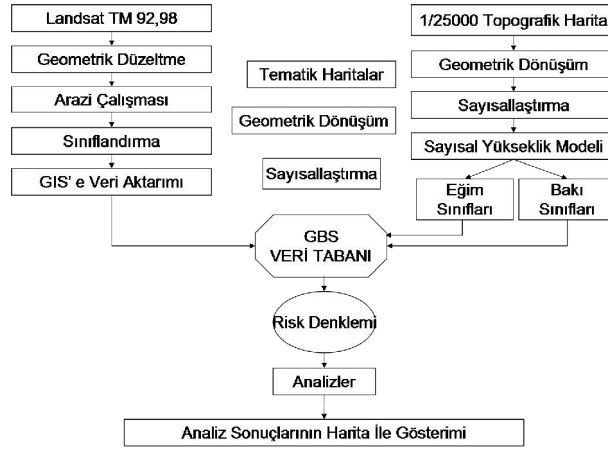 Landsat TM 92,98
Geometrik Düzeltme
Arazi Çalışması
Sınıflandırma
GIS' e Veri Aktarımı
Tematik Haritalar
Geometrik Dönüşüm
Sayısallaştırma
1/25000 Topografik Harita
Geometrik Dönüşüm
Sayısallaştırma
Sayısal Yükseklik Modeli
Eğim
Sınıfları
Bakı
Sınıfları
GBS
VERİ TABANI
Risk Denklemi
Analizler
Analiz Sonuçlarının Harita İle Gösterimi